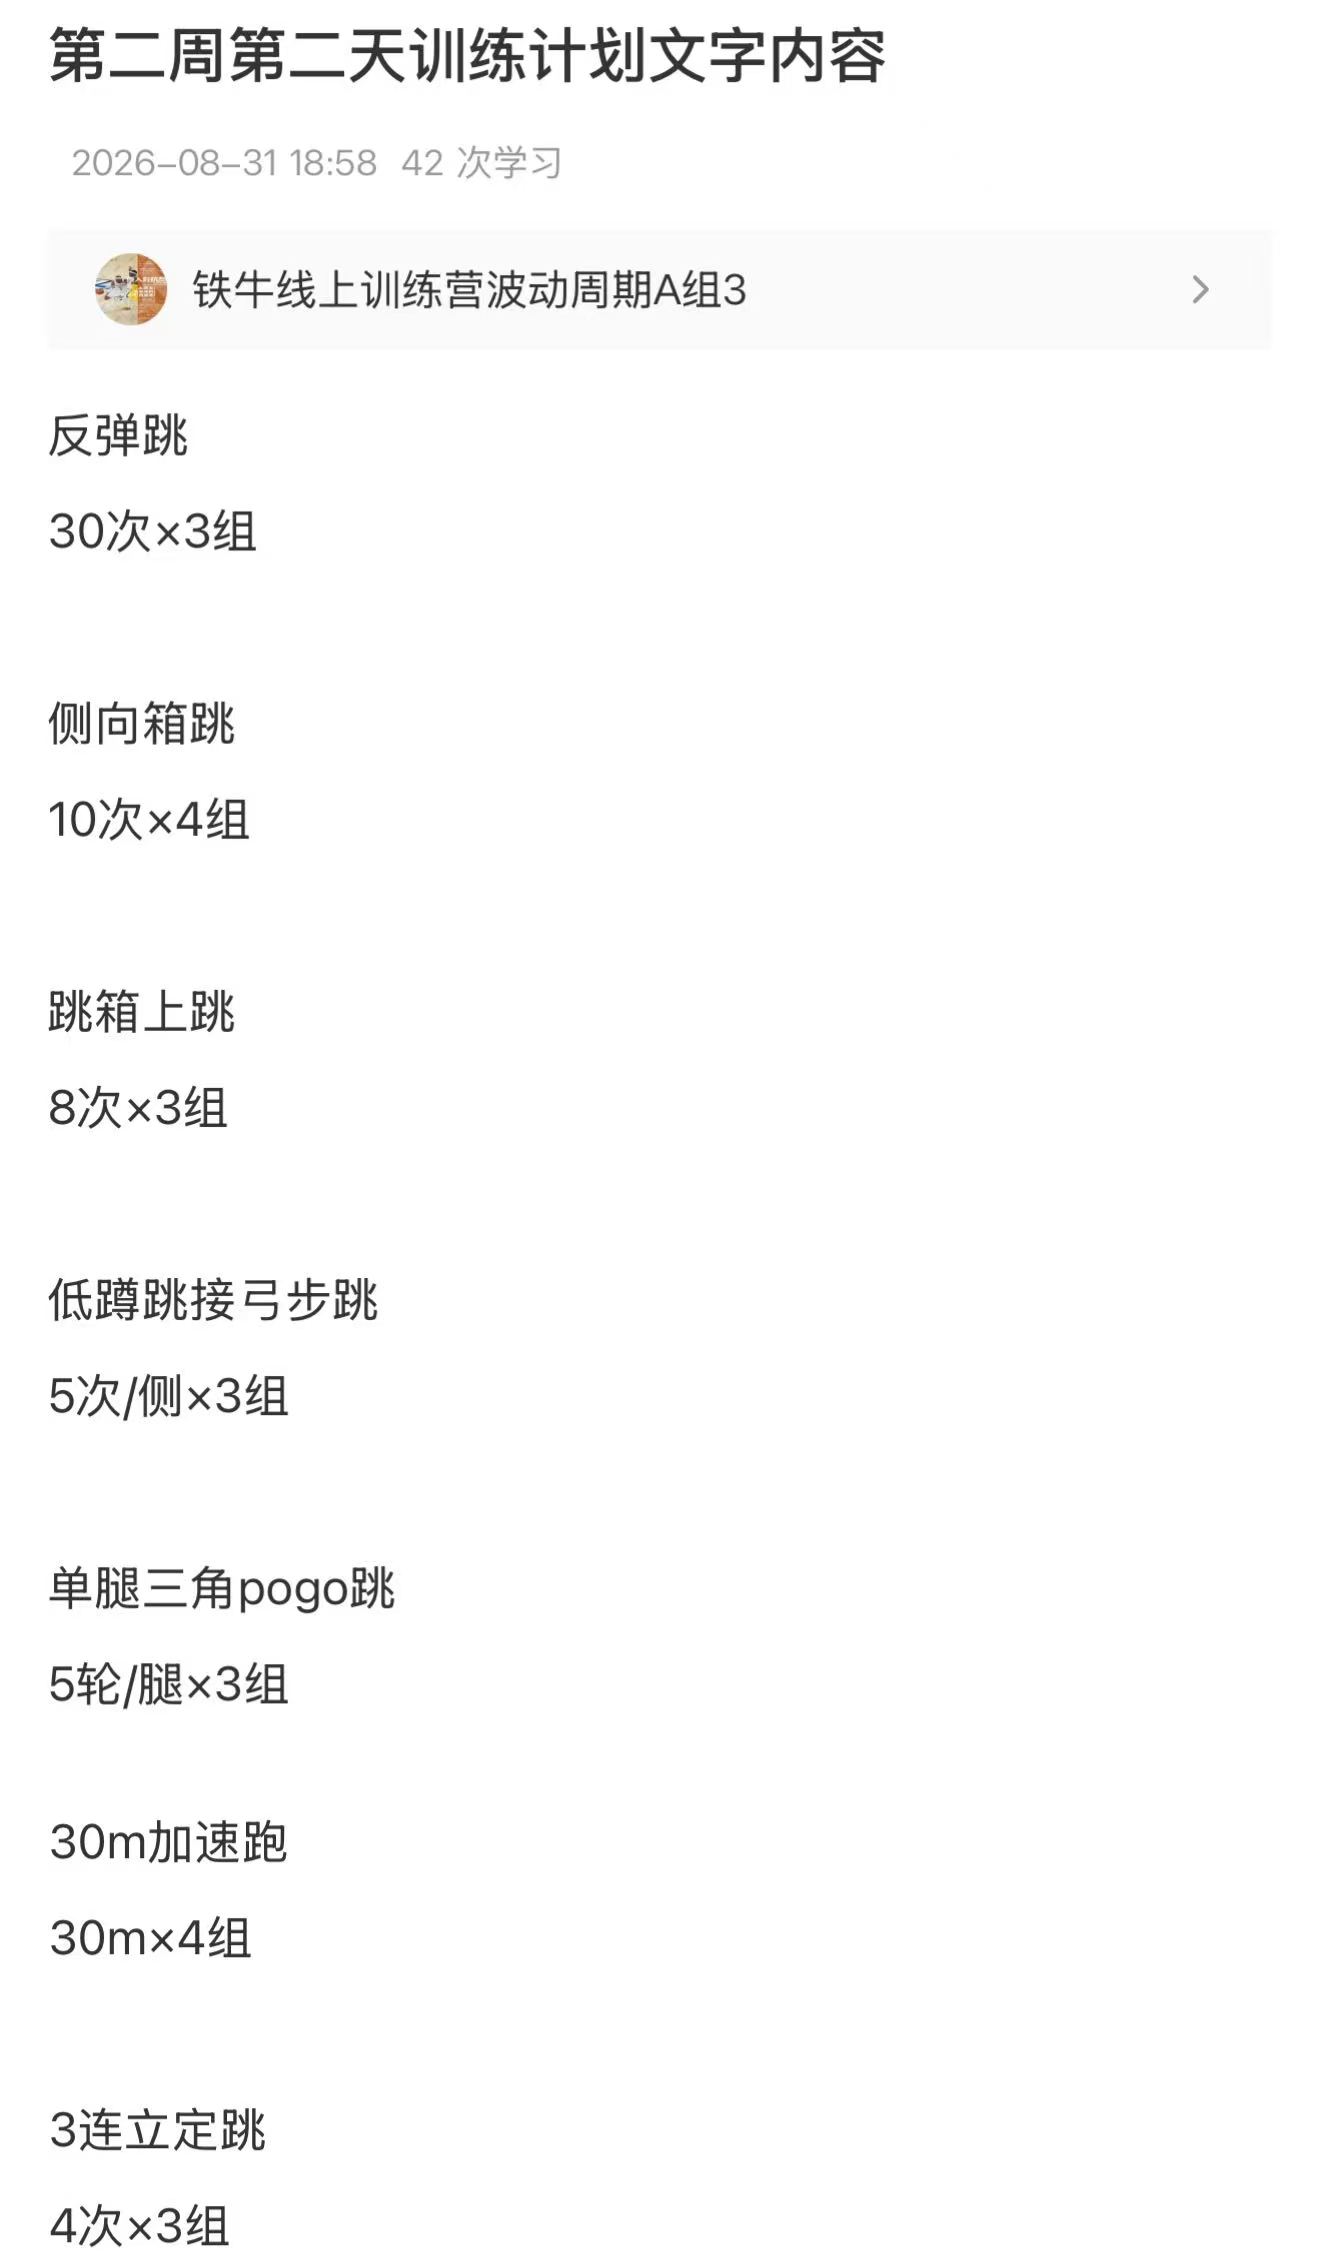 第二周第二天训练计划文字内容
2026-08-31 18:58 42 次学习
铁牛线上训练营波动周期A组3
反弹跳
30次×3组
侧向箱跳
10次×4组
跳箱上跳
8次×3组
低蹲跳接弓步跳
5次/侧×3组
单腿三角pogo跳
5轮/腿×3组
30m加速跑
30m×4组
3连立定跳
4次×3组